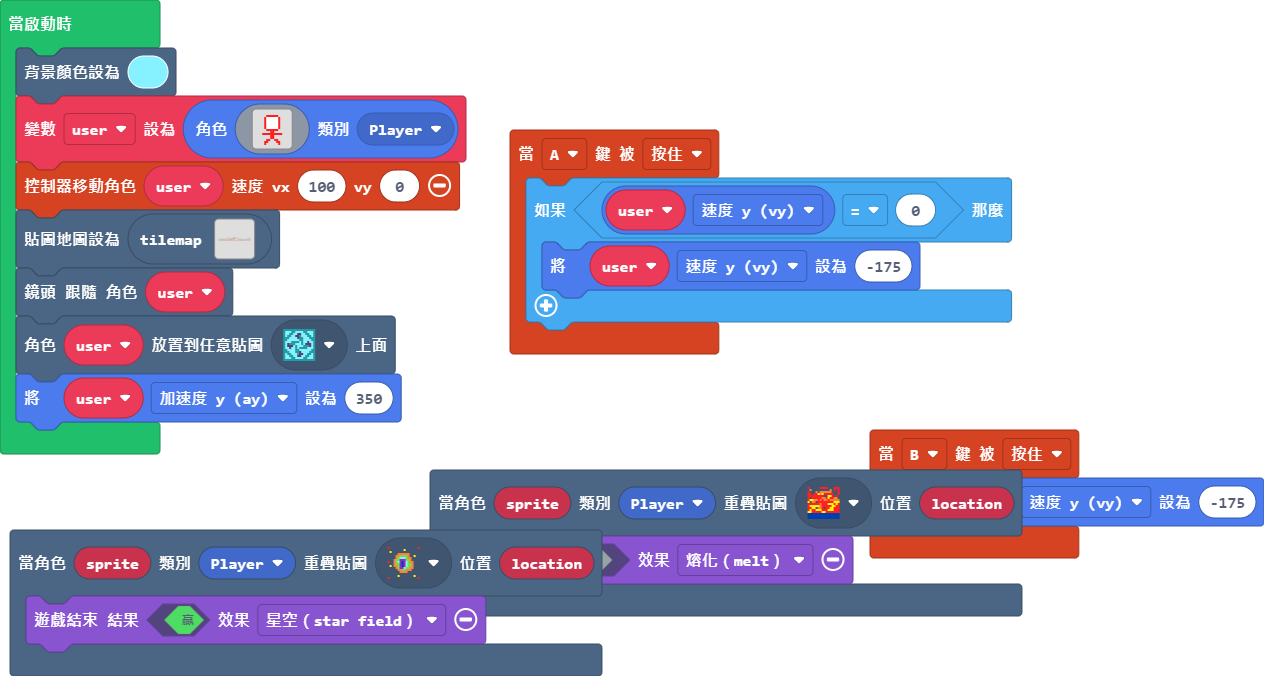 當啟動時
背景顏色設為
變數 user 設為 角色 類別 Player
控制器移動角色 user 速度 vx 100 vy 0
貼圖地圖設為 tilemap
鏡頭 跟隨 角色 user
角色 user 放置到任意貼圖 上面
將 user 加速度 y (ay) 設為 350
當 A 鍵 被 按住
如果 user 速度 y (vy) = 0 那麼
將 user 速度 y (vy) 設為 -175
當 B 鍵 被 按住
速度 y (vy) 設為 -175
當角色 sprite 類別 Player 重疊貼圖 位置 location
效果 熔化 (melt)
當角色 sprite 類別 Player 重疊貼圖 位置 location
遊戲結束 結果 贏 效果 星空 (star field)